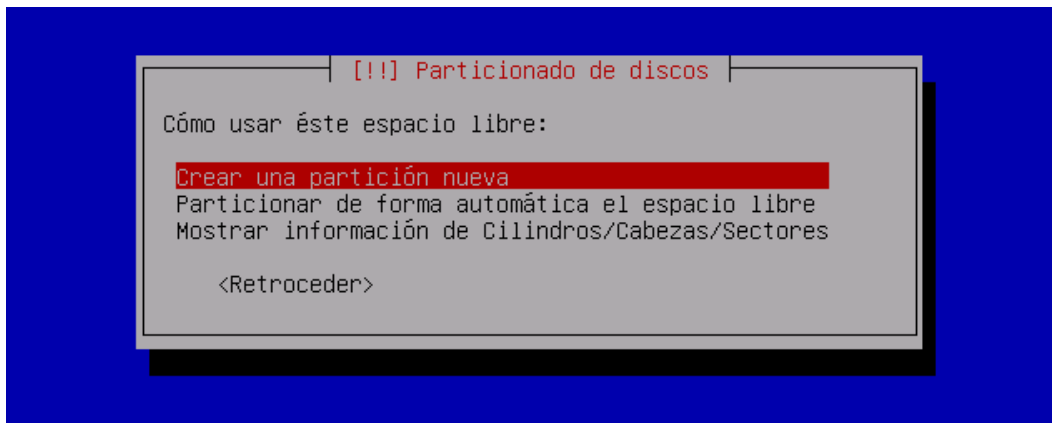 [!!] Particionado de discos
Cómo usar éste espacio libre:
Crear una partición nueva
Particionar de forma automática el espacio libre
Mostrar información de Cilindros/Cabezas/Sectores
<Retroceder>